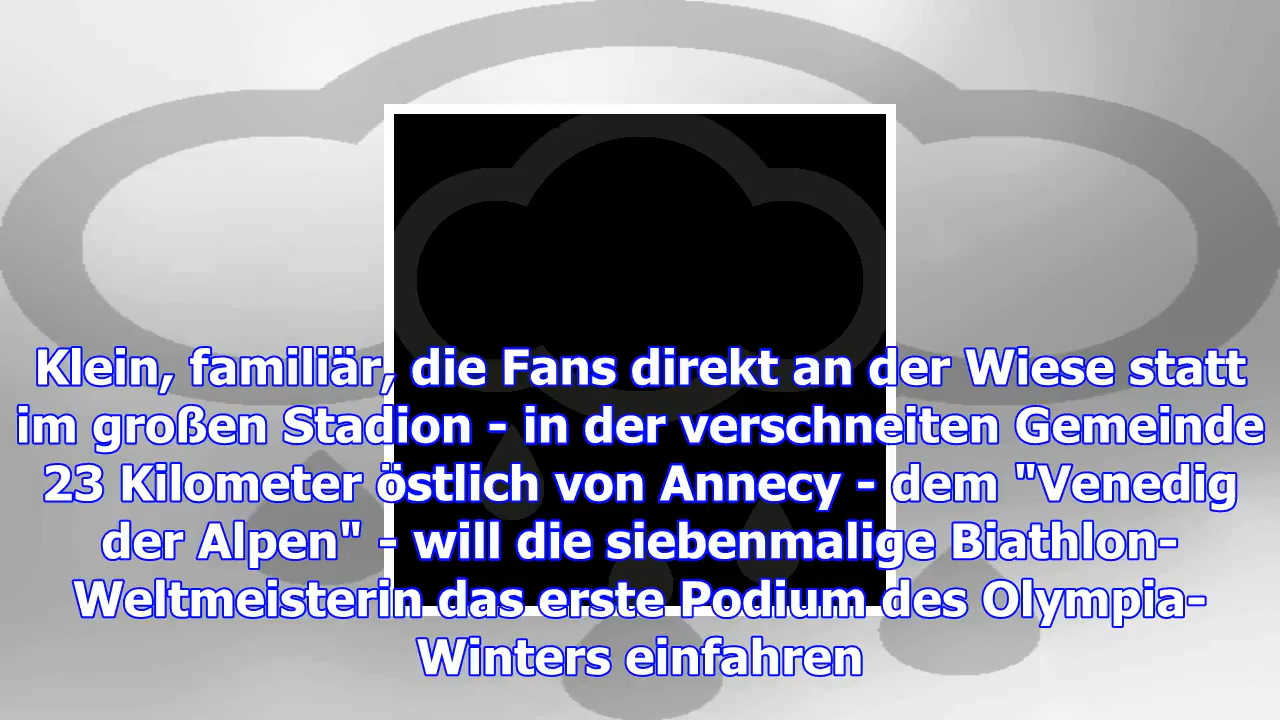 Klein, familiär, die Fans direkt an der Wiese statt
im großen Stadion - in der verschneiten Gemeinde
23 Kilometer östlich von Annecy - dem "Venedig
der Alpen" - will die siebenmalige Biathlon-
Weltmeisterin das erste Podium des Olympia-
Winters einfahren